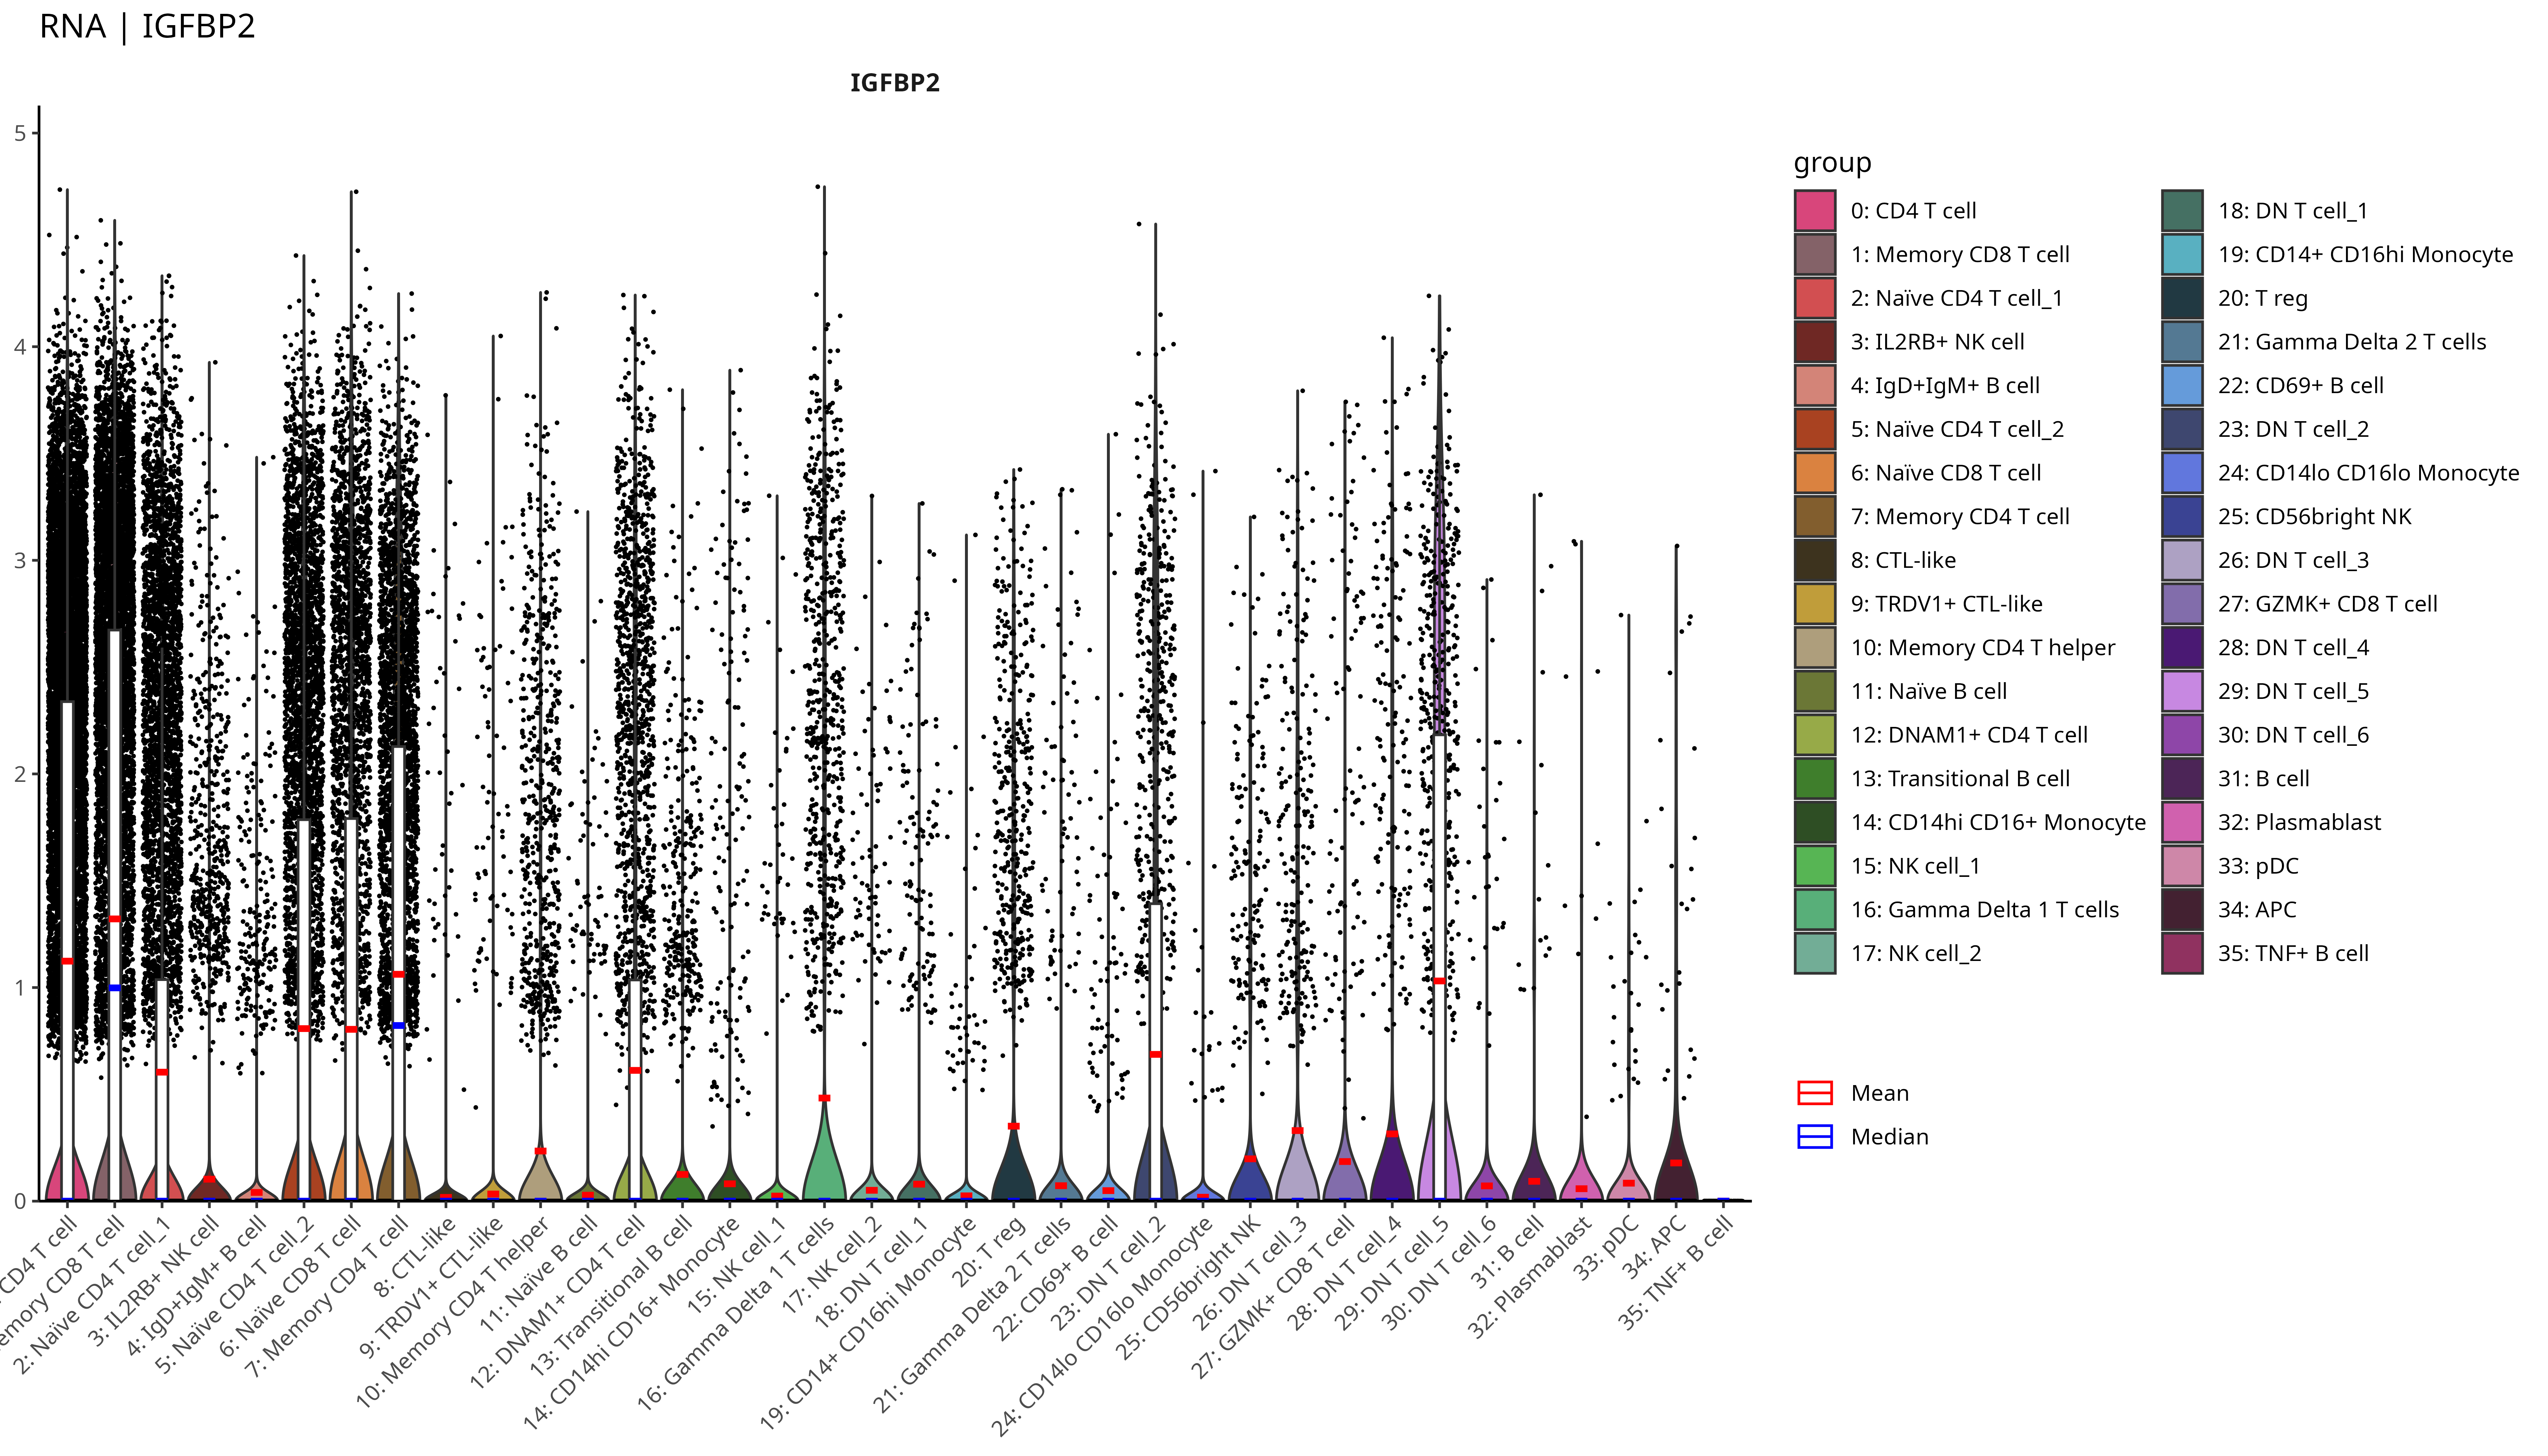 RNA | IGFBP2
IGFBP2
5
4
3
2
1
0
CD4 T cell
emory CD8 T cell
2: Naïve CD4 T cell_1
3: IL2RB+ NK cell
4: IgD+IgM+ B cell
5: Naïve CD4 T cell_2
6: Naïve CD8 T cell
7: Memory CD4 T cell
8: CTL-like
9: TRDV1+ CTL-like
10: Memory CD4 T helper
11: Naïve B cell
12: DNAM1+ CD4 T cell
13: Transitional B cell
14: CD14hi CD16+ Monocyte
15: NK cell_1
16: Gamma Delta 1 T cells
17: NK cell_2
18: DN T cell_1
19: CD14+ CD16hi Monocyte
20: T reg
21: Gamma Delta 2 T cells
22: CD69+ B cell
23: DN T cell_2
24: CD14lo CD16lo Monocyte
25: CD56bright NK
26: DN T cell_3
27: GZMK+ CD8 T cell
28: DN T cell_4
29: DN T cell_5
30: DN T cell_6
31: B cell
32: Plasmablast
33: pDC
34: APC
35: TNF+ B cell
group
0: CD4 T cell
1: Memory CD8 T cell
2: Naïve CD4 T cell_1
3: IL2RB+ NK cell
4: IgD+IgM+ B cell
5: Naïve CD4 T cell_2
6: Naïve CD8 T cell
7: Memory CD4 T cell
8: CTL-like
9: TRDV1+ CTL-like
10: Memory CD4 T helper
11: Naïve B cell
12: DNAM1+ CD4 T cell
13: Transitional B cell
14: CD14hi CD16+ Monocyte
15: NK cell_1
16: Gamma Delta 1 T cells
17: NK cell_2
18: DN T cell_1
19: CD14+ CD16hi Monocyte
20: T reg
21: Gamma Delta 2 T cells
22: CD69+ B cell
23: DN T cell_2
24: CD14lo CD16lo Monocyte
25: CD56bright NK
26: DN T cell_3
27: GZMK+ CD8 T cell
28: DN T cell_4
29: DN T cell_5
30: DN T cell_6
31: B cell
32: Plasmablast
33: pDC
34: APC
35: TNF+ B cell
Mean
Median